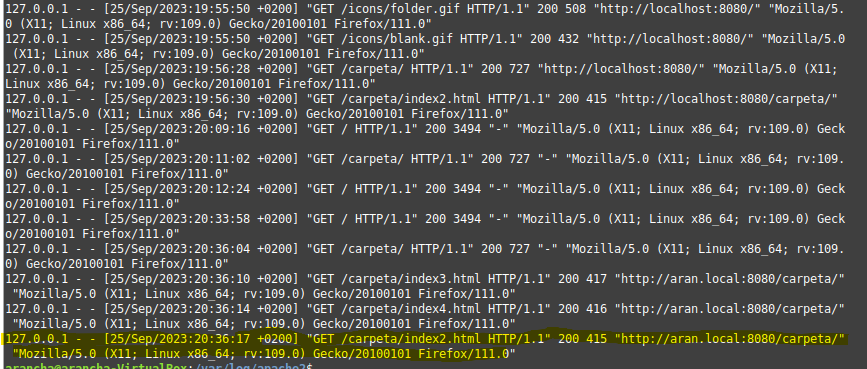 127.0.0.1 - - [25/Sep/2023:19:55:50 +0200] "GET /icons/folder.gif HTTP/1.1" 200 508 "http://localhost:8080/" "Mozilla/5.
0 (X11; Linux x86_64; rv:109.0) Gecko/20100101 Firefox/111.0"
127.0.0.1 - - [25/Sep/2023:19:55:50 +0200] "GET /icons/blank.gif HTTP/1.1" 200 432 "http://localhost:8080/" "Mozilla/5.0
 (X11; Linux x86_64; rv:109.0) Gecko/20100101 Firefox/111.0"
127.0.0.1 - - [25/Sep/2023:19:56:28 +0200] "GET /carpeta/ HTTP/1.1" 200 727 "http://localhost:8080/" "Mozilla/5.0 (X11; 
Linux x86_64; rv:109.0) Gecko/20100101 Firefox/111.0"
127.0.0.1 - - [25/Sep/2023:19:56:30 +0200] "GET /carpeta/index2.html HTTP/1.1" 200 415 "http://localhost:8080/carpeta/" 
"Mozilla/5.0 (X11; Linux x86_64; rv:109.0) Gecko/20100101 Firefox/111.0"
127.0.0.1 - - [25/Sep/2023:20:09:16 +0200] "GET / HTTP/1.1" 200 3494 "-" "Mozilla/5.0 (X11; Linux x86_64; rv:109.0) Geck
o/20100101 Firefox/111.0"
127.0.0.1 - - [25/Sep/2023:20:11:02 +0200] "GET /carpeta/ HTTP/1.1" 200 727 "-" "Mozilla/5.0 (X11; Linux x86_64; rv:109.
0) Gecko/20100101 Firefox/111.0"
127.0.0.1 - - [25/Sep/2023:20:12:24 +0200] "GET / HTTP/1.1" 200 3494 "-" "Mozilla/5.0 (X11; Linux x86_64; rv:109.0) Geck
o/20100101 Firefox/111.0"
127.0.0.1 - - [25/Sep/2023:20:33:58 +0200] "GET / HTTP/1.1" 200 3494 "-" "Mozilla/5.0 (X11; Linux x86_64; rv:109.0) Geck
o/20100101 Firefox/111.0"
127.0.0.1 - - [25/Sep/2023:20:36:04 +0200] "GET /carpeta/ HTTP/1.1" 200 727 "-" "Mozilla/5.0 (X11; Linux x86_64; rv:109.
0) Gecko/20100101 Firefox/111.0"
127.0.0.1 - - [25/Sep/2023:20:36:10 +0200] "GET /carpeta/index3.html HTTP/1.1" 200 417 "http://aran.local:8080/carpeta/"
 "Mozilla/5.0 (X11; Linux x86_64; rv:109.0) Gecko/20100101 Firefox/111.0"
127.0.0.1 - - [25/Sep/2023:20:36:14 +0200] "GET /carpeta/index4.html HTTP/1.1" 200 416 "http://aran.local:8080/carpeta/"
 "Mozilla/5.0 (X11; Linux x86_64; rv:109.0) Gecko/20100101 Firefox/111.0"
127.0.0.1 - - [25/Sep/2023:20:36:17 +0200] "GET /carpeta/index2.html HTTP/1.1" 200 415 "http://aran.local:8080/carpeta/"
 "Mozilla/5.0 (X11; Linux x86_64; rv:109.0) Gecko/20100101 Firefox/111.0"
arancha@arancha-VirtualBox:/var/log/apache2$